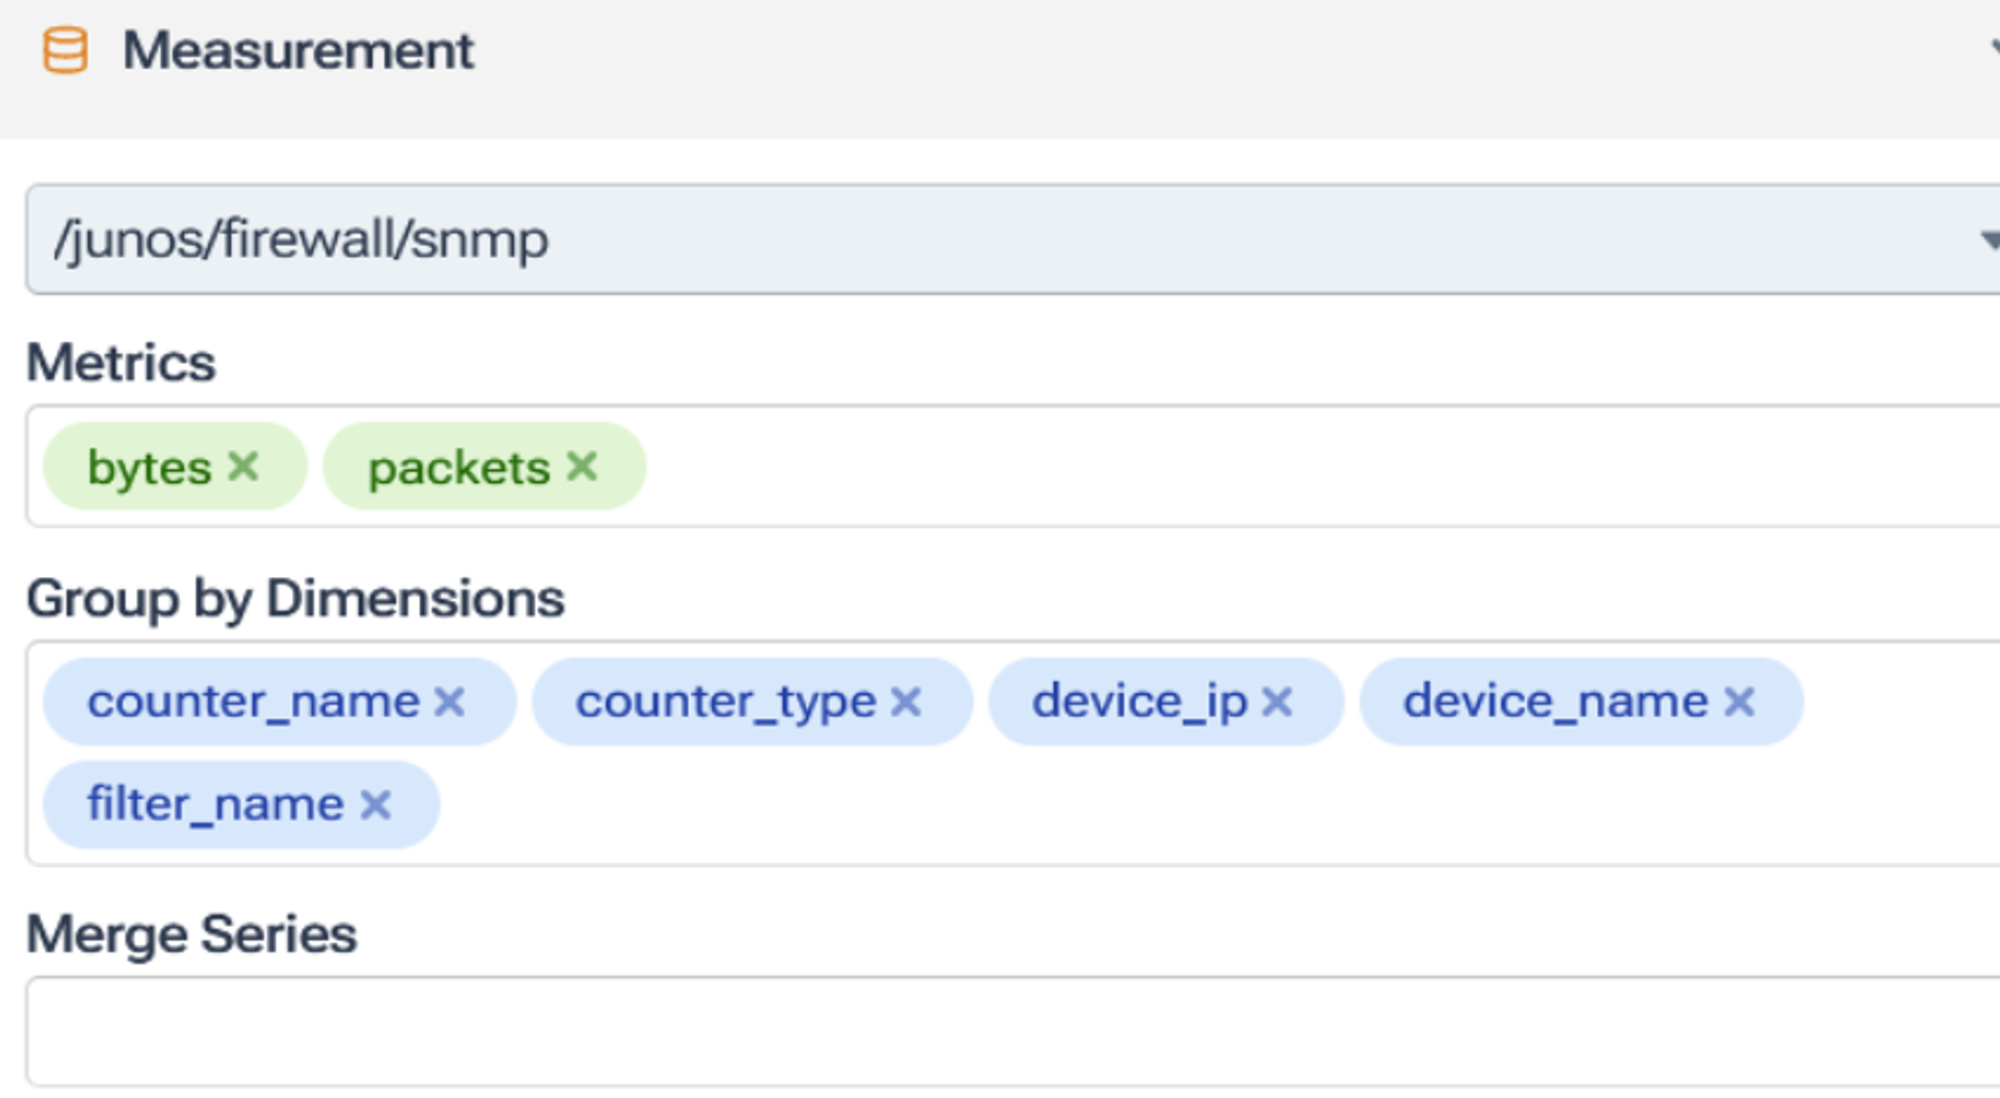 Measurement
/junos/firewall/snmp
Metrics
bytes × packets ×
Group by Dimensions
counter_name × counter_type × device_ip × device_name ×
filter_name ×
Merge Series